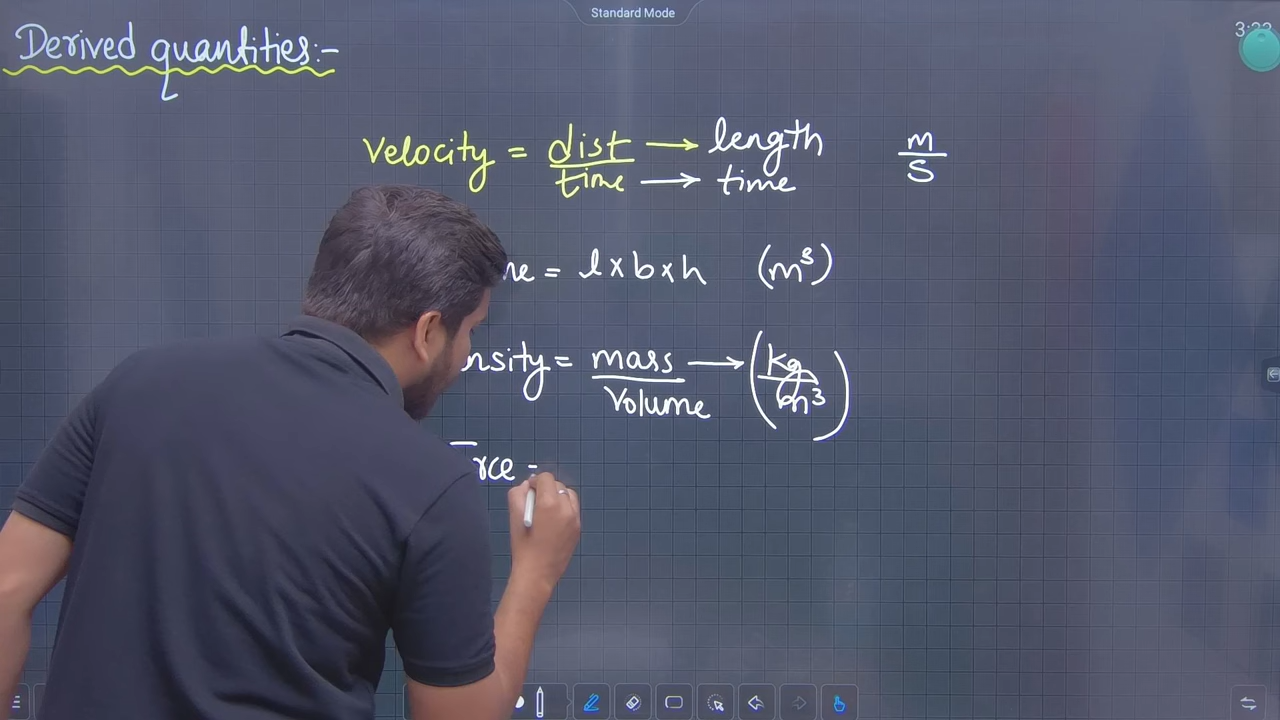 Standard Mode
Derived quantities:-
Velocity = dist/time → length
→ time
m/s
= l x b x h (m³)
= mass/Volume → (kg/m³)